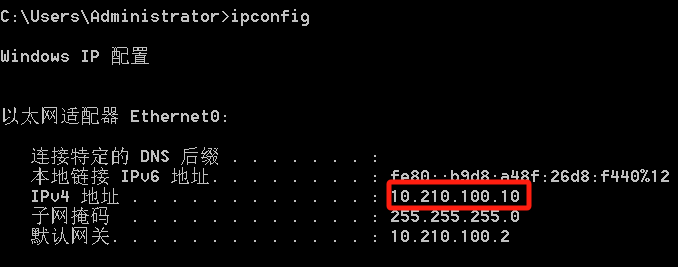 C:\Users\Administrator>ipconfig
Windows IP 配置
以太网适配器 Ethernet0:
连接特定的 DNS 后缀 . . . . . . . :
本地链接 IPv6 地址. . . . . . . . : fe80::b9d8:a48f:26d8:f440%12
IPv4 地址 . . . . . . . . . . . . : 10.210.100.10
子网掩码 . . . . . . . . . . . . : 255.255.255.0
默认网关. . . . . . . . . . . . . : 10.210.100.2